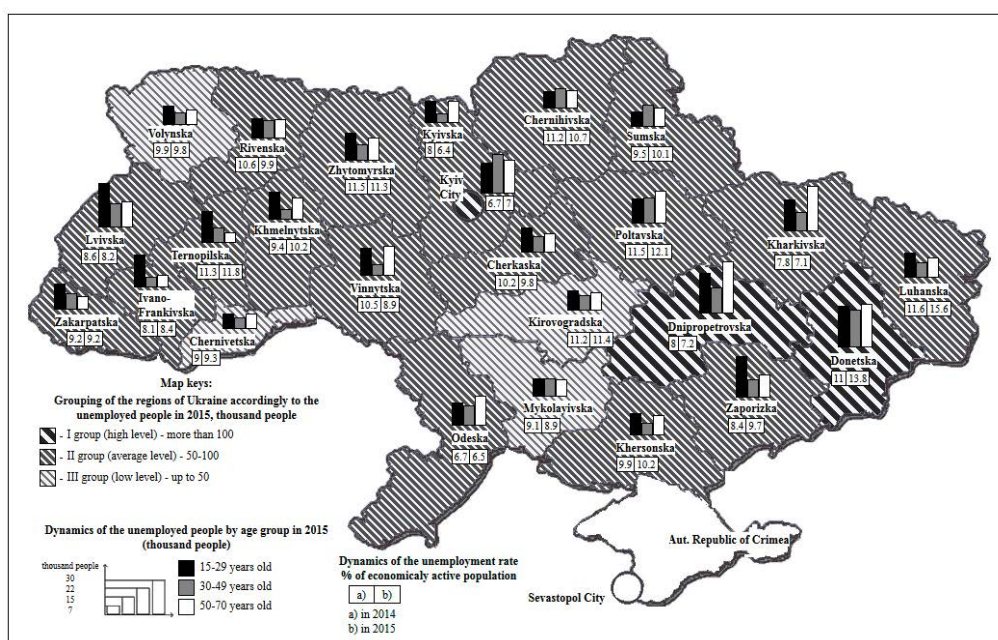 Volynska
9.9 9.8
Rivenska
10.6 9.9
Zhytomyrska
11.5 11.3
Kyivska
8 6.4
Kyiv
City
6.7 7
Chernihivska
11.2 10.7
Sumska
9.5 10.1
Lvivska
8.6 8.2
Ternopilska
11.3 11.8
Khmelnytska
9.4 10.2
Vinnytska
10.5 8.9
Cherkaska
10.2 9.8
Poltavska
11.5 12.1
Kharkivska
7.8 7.1
Luhanska
11.6 15.6
Zakarpatska
9.2 9.2
Ivano-
Frankivska
8.1 8.4
Chernivetska
9 9.3
Kirovogradska
11.2 11.4
Dnipropetrovska
8 7.2
Donetska
11 13.8
Odeska
6.7 6.5
Mykolayivska
9.1 8.9
Khersonska
9.9 10.2
Zaporizka
8.4 9.7
Aut. Republic of Crimea
Sevastopol City
Map keys:
Grouping of the regions of Ukraine accordingly to the
unemployed people in 2015, thousand people
- I group (high level) - more than 100
- II group (average level) - 50-100
- III group (low level) - up to 50
Dynamics of the unemployed people by age group in 2015
(thousand people)
thousand people
30
22
15
7
15-29 years old
30-49 years old
50-70 years old
Dynamics of the unemployment rate
% of economicaly active population
a) b)
a) in 2014
b) in 2015